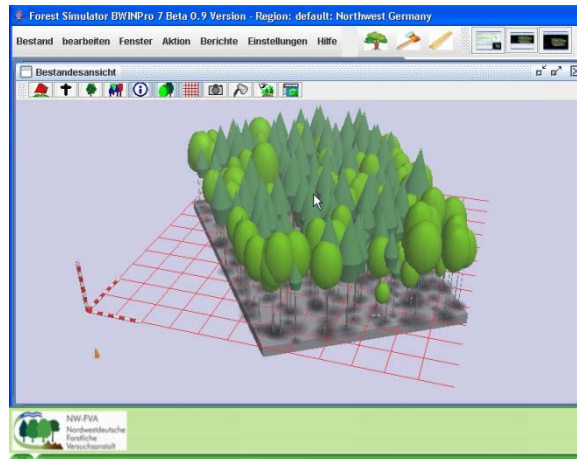 Forest Simulator BWINPro 7 Beta 0.9 Version - Region: default: Northwest Germany
Bestand bearbeiten Fenster Aktion Berichte Einstellungen Hilfe
Bestandesansicht
NW-FVA
Nordwestdeutsche
Forstliche
Versuchsanstalt